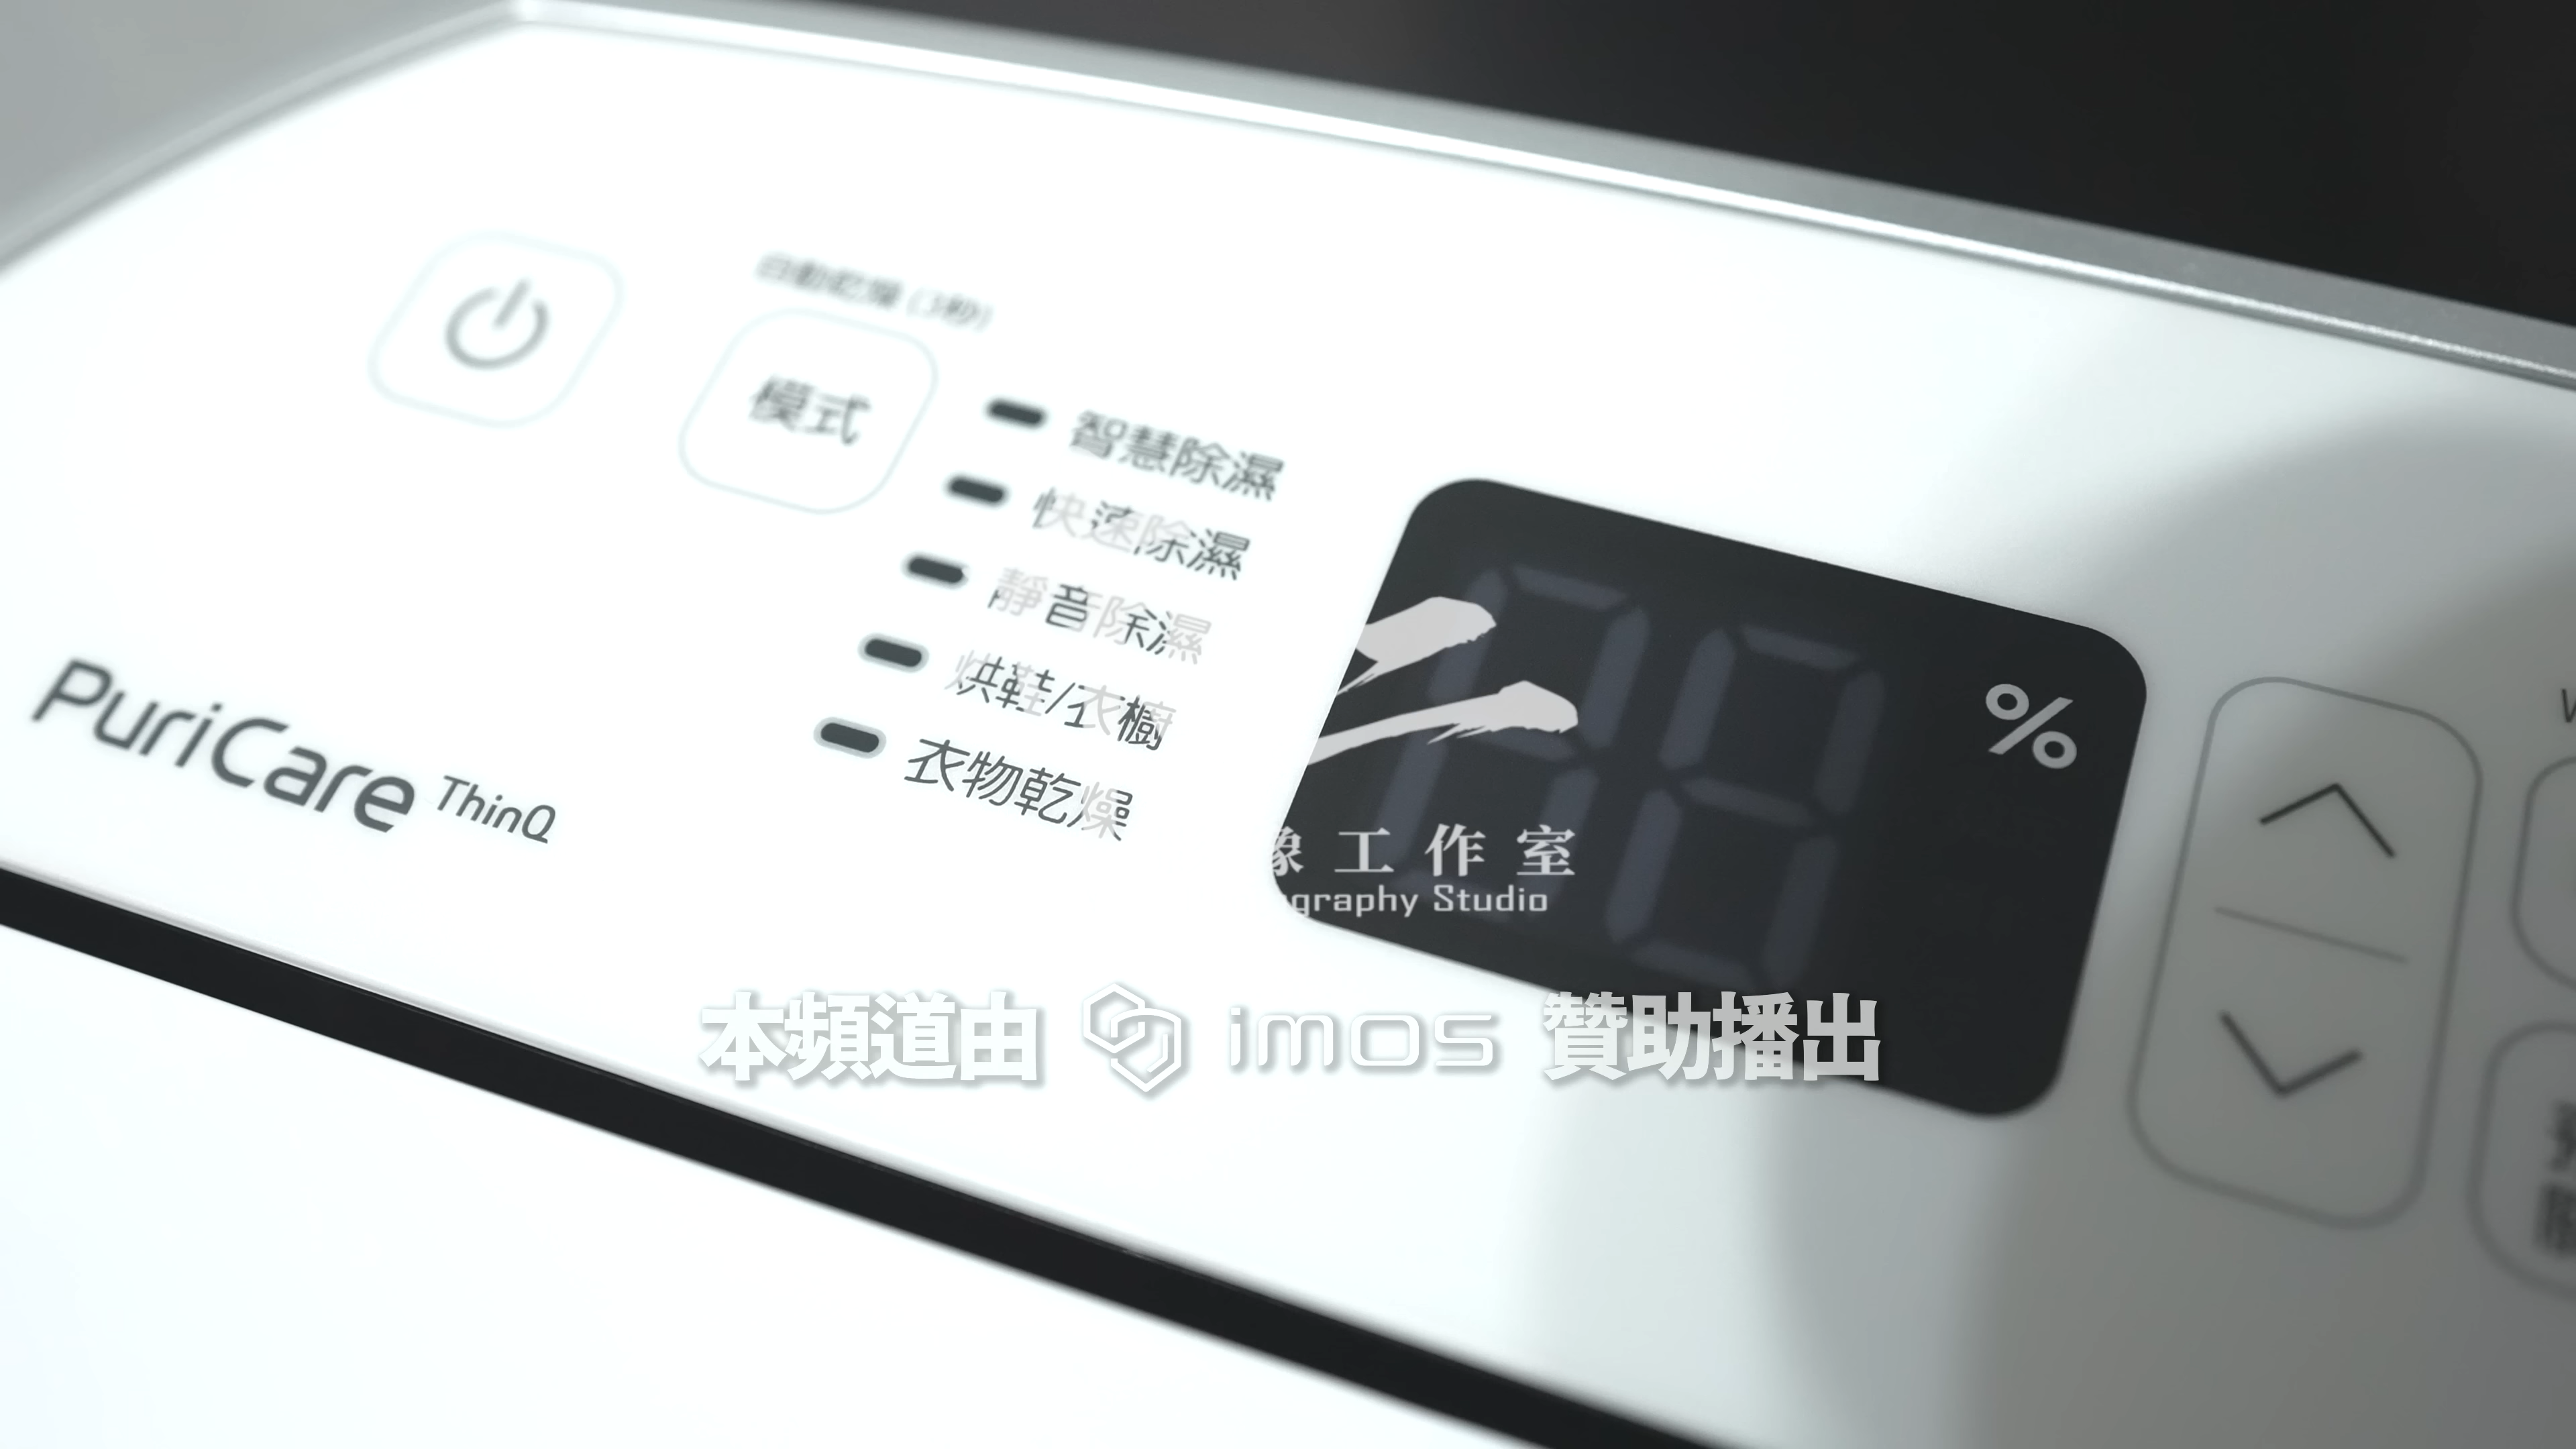 自動乾燥 (3秒)
模式
智慧除濕
快速除濕
靜音除濕
烘鞋/衣櫥
衣物乾燥
PuriCare ThinQ
%
像工作室
ography Studio
本頻道由 imos 贊助播出